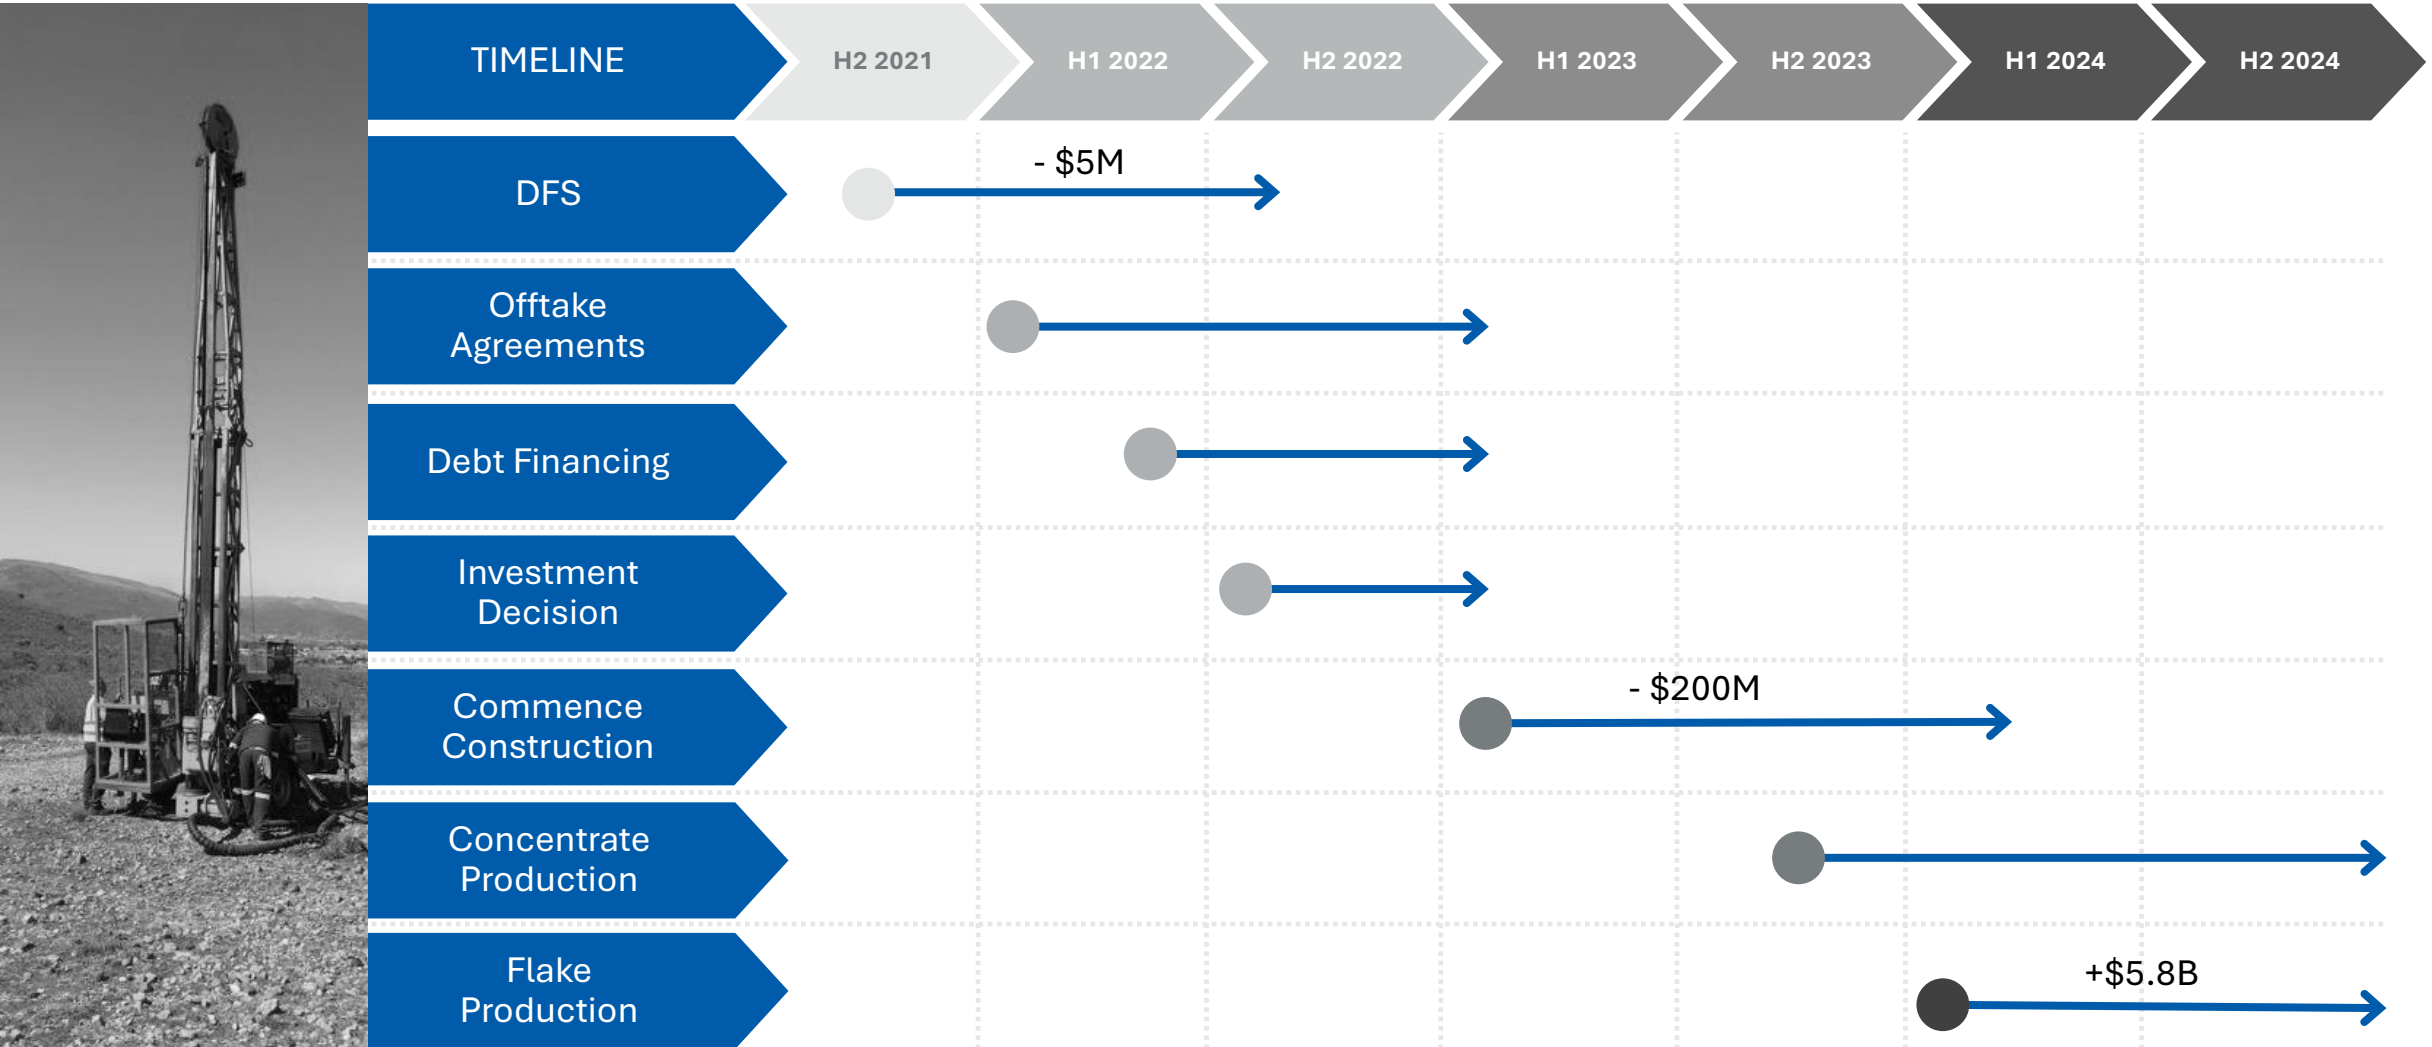 TIMELINE
H2 2021
H1 2022
H2 2022
H1 2023
H2 2023
H1 2024
H2 2024
DFS
- $5M
Offtake
Agreements
Debt Financing
Investment
Decision
Commence
Construction
- $200M
Concentrate
Production
Flake
Production
+$5.8B